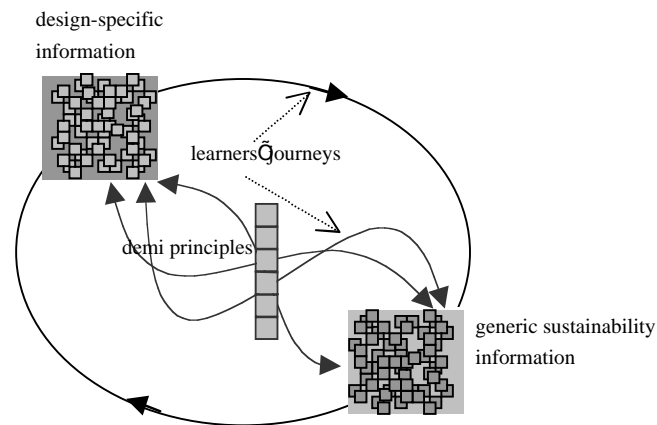 design-specific
information
learnersÕjourneys
demi principles
generic sustainability
information